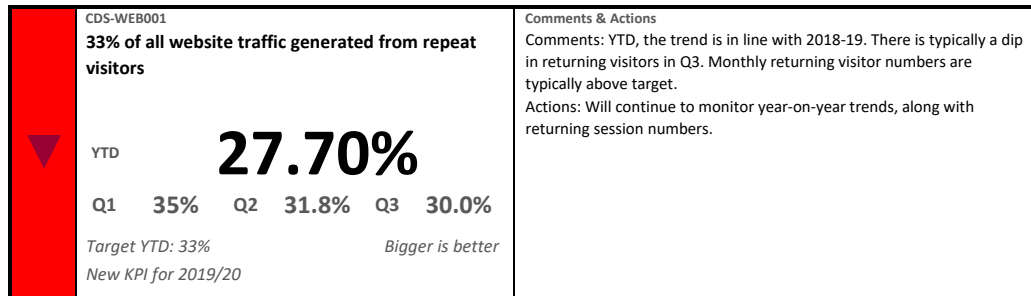 CDS-WEB001
33% of all website traffic generated from repeat
visitors
YTD 27.70%
Q1 35% Q2 31.8% Q3 30.0%
Target YTD: 33% Bigger is better
New KPI for 2019/20
Comments & Actions
Comments: YTD, the trend is in line with 2018-19. There is typically a dip
in returning visitors in Q3. Monthly returning visitor numbers are
typically above target.
Actions: Will continue to monitor year-on-year trends, along with
returning session numbers.